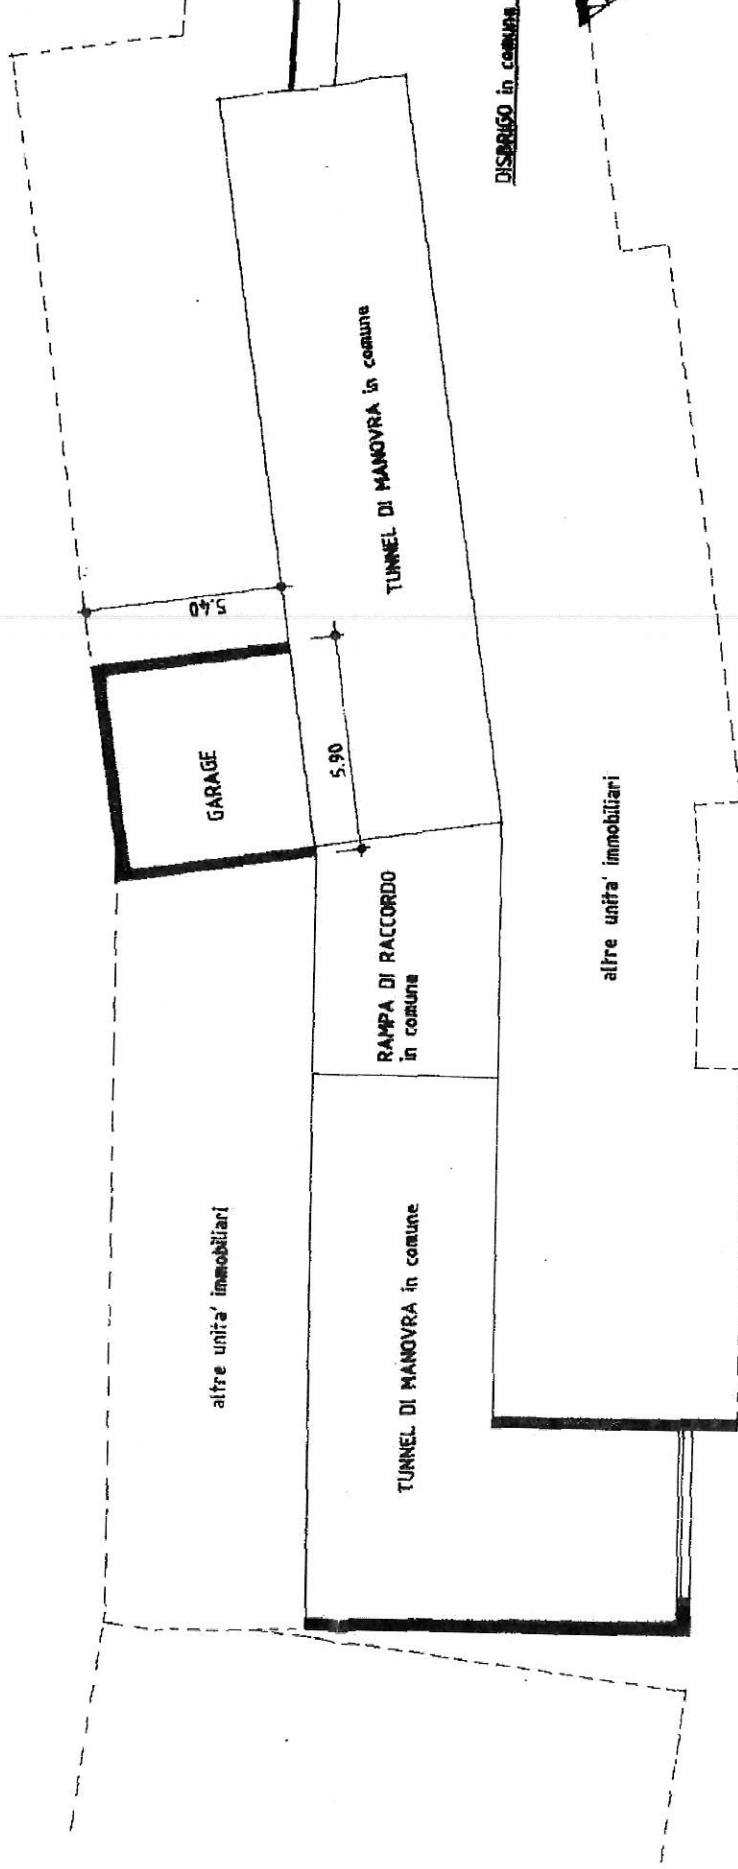 DISBRIGO in comune
TUNNEL DI MANOVRA in comune
5.40
GARAGE
5.90
RAMPA DI RACCORDO
in comune
altre unita' immobiliari
altre unita' immobiliari
TUNNEL DI MANOVRA in comune